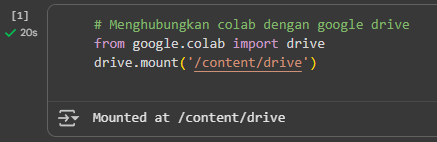 [1]
20s
# Menghubungkan colab dengan google drive
from google.colab import drive
drive.mount('/content/drive')
Mounted at /content/drive